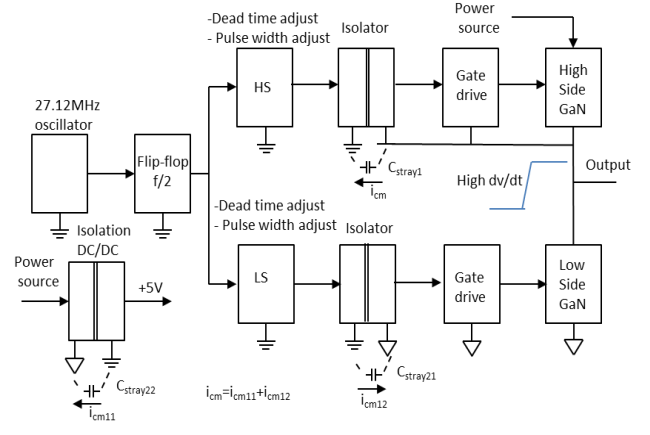 -Dead time adjust
- Pulse width adjust
Isolator
Power
source
27.12MHz
oscillator
HS
Gate
drive
High
Side
GaN
Flip-flop
f/2
Cstray1
icm
High dv/dt
Output
-Dead time adjust
- Pulse width adjust
Isolator
Isolation
DC/DC
Power
source
+5V
LS
Gate
drive
Low
Side
GaN
Cstray22
icm11
icm=icm11+icm12
Cstray21
icm12